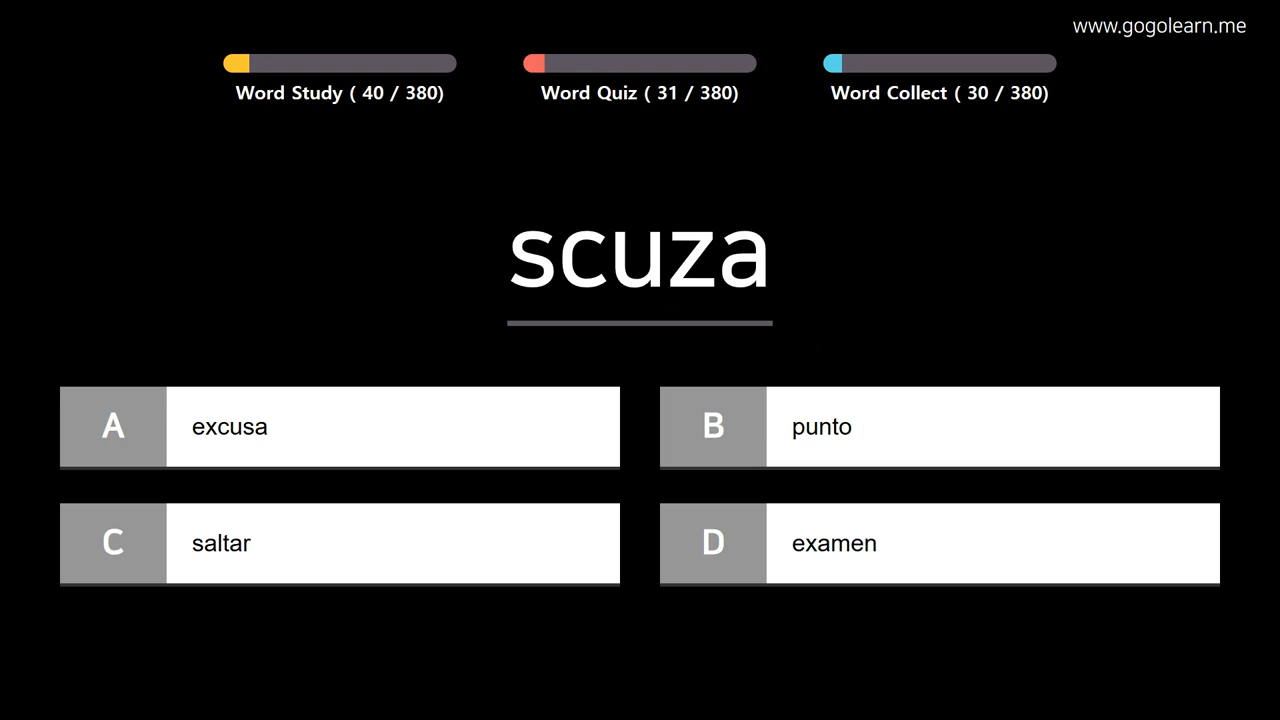 www.gogolearn.me
Word Study ( 40 / 380)
Word Quiz ( 31 / 380)
Word Collect ( 30 / 380)
scuza
A excusa
B punto
C saltar
D examen